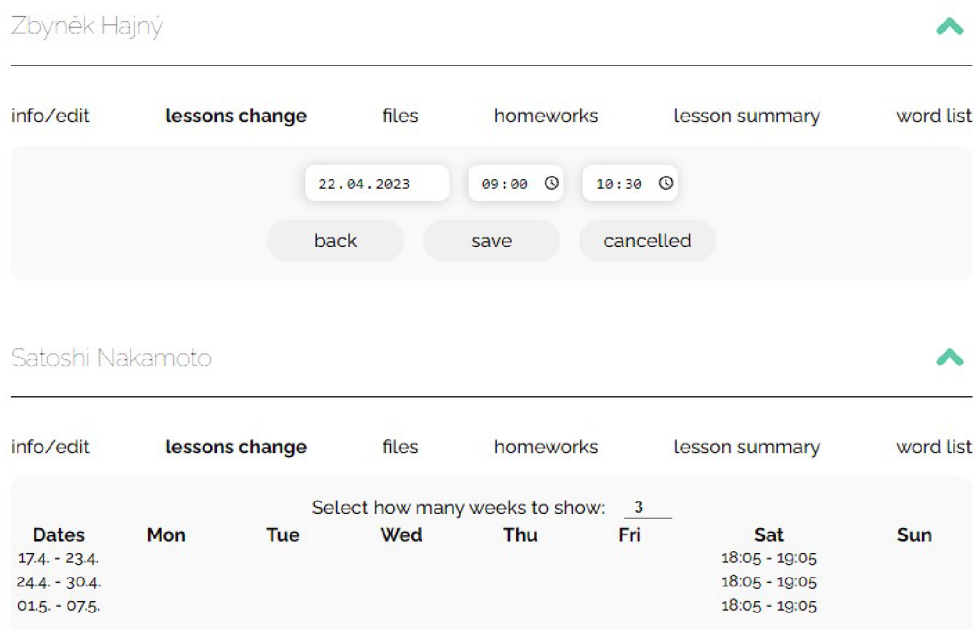 Zbyněk Hajný
info/edit lessons change files homeworks lesson summary word list
22.04.2023 09:00 10:30
back save cancelled
Satoshi Nakamoto
info/edit lessons change files homeworks lesson summary word list
Select how many weeks to show: 3
Dates Mon Tue Wed Thu Fri Sat Sun
17.4. - 23.4. 18:05 - 19:05
24.4. - 30.4. 18:05 - 19:05
01.5. - 07.5. 18:05 - 19:05